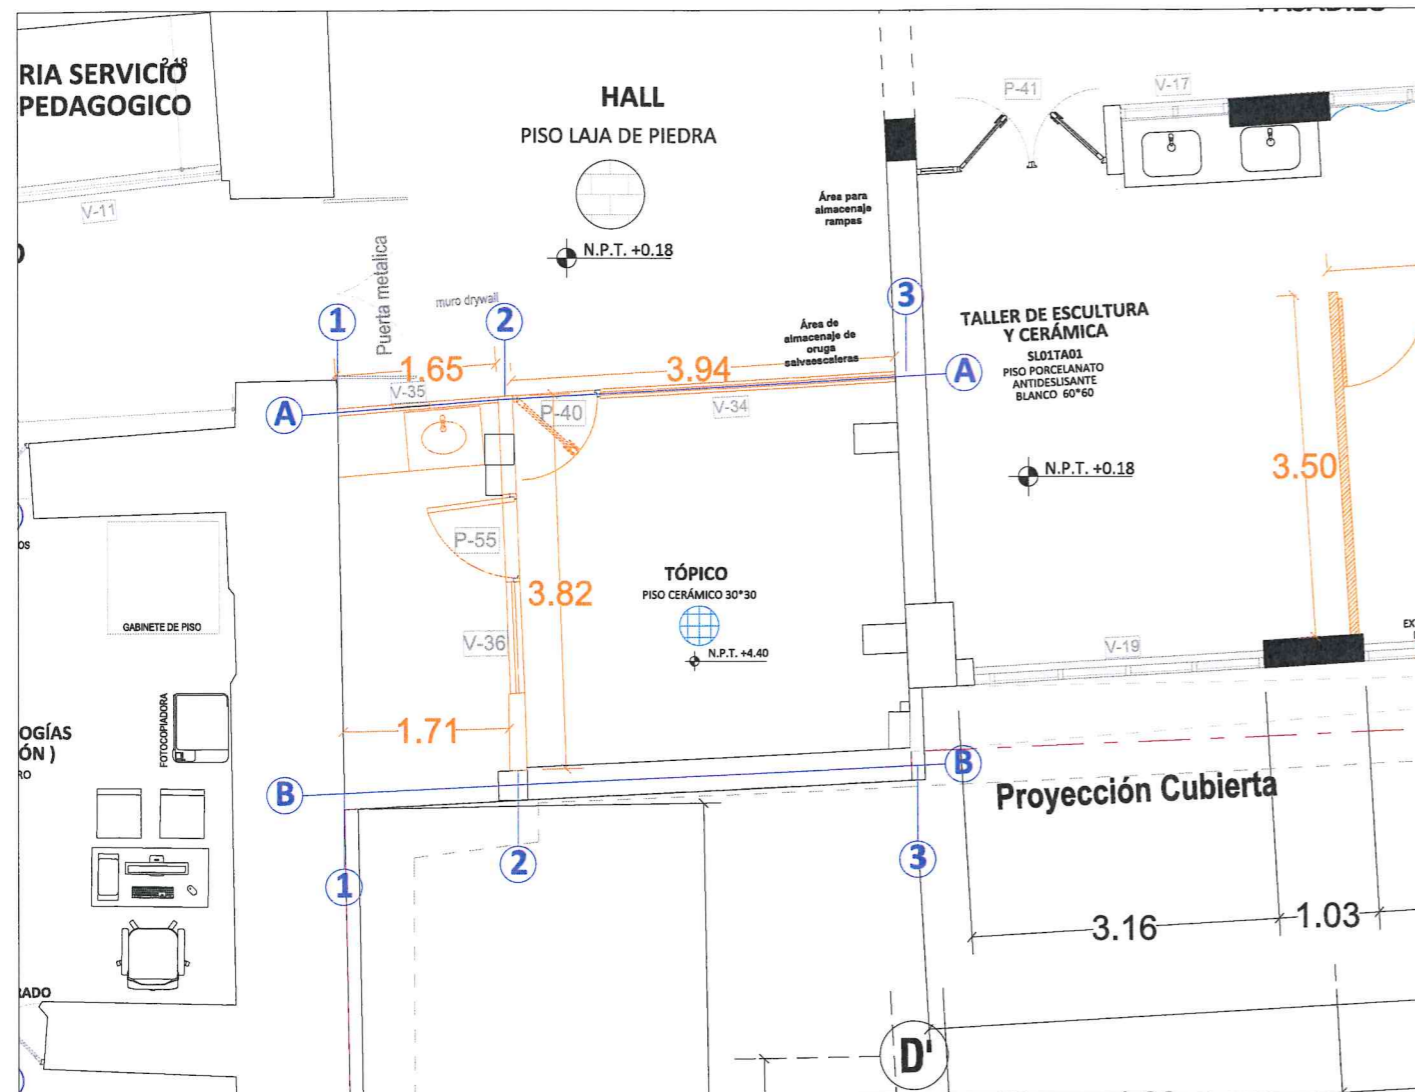 RIA SERVICIO
PEDAGOGICO
2.18
V-11
HALL
PISO LAJA DE PIEDRA
N.P.T. +0.18
Área para
almacenaje
rampas
P-41
V-17
Puerta metalica
muro drywall
1
2
3
Área de
almacenaje de
oruga
salvaescaleras
TALLER DE ESCULTURA
Y CERÁMICA
SL01TA01
PISO PORCELANATO
ANTIDESLISANTE
BLANCO 60*60
N.P.T. +0.18
1.65
3.94
A
A
V-35
P-40
V-34
3.50
P-55
3.82
TÓPICO
PISO CERÁMICO 30*30
N.P.T. +4.40
V-36
V-19
1.71
OS
GABINETE DE PISO
FOTOCOPIADORA
OGÍAS
ÓN )
RO
B
B
Proyección Cubierta
1
2
3
3.16
1.03
RADO
D'